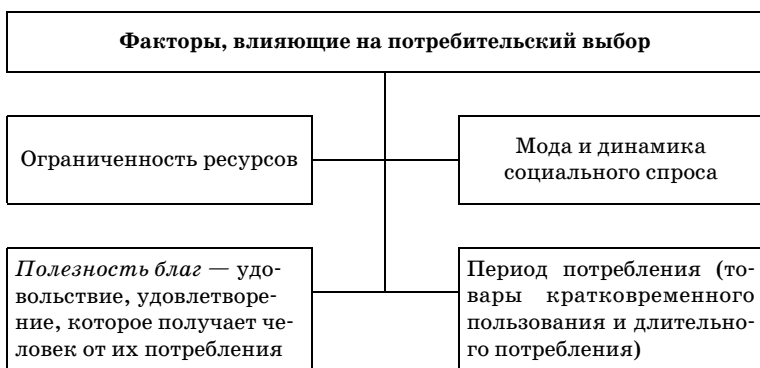 Факторы, влияющие на потребительский выбор
Ограниченность ресурсов
Мода и динамика
социального спроса
Полезность благ — удо-
вольствие, удовлетворе-
ние, которое получает че-
ловек от их потребления
Период потребления (то-
вары кратковременного
пользования и длительно-
го потребления)